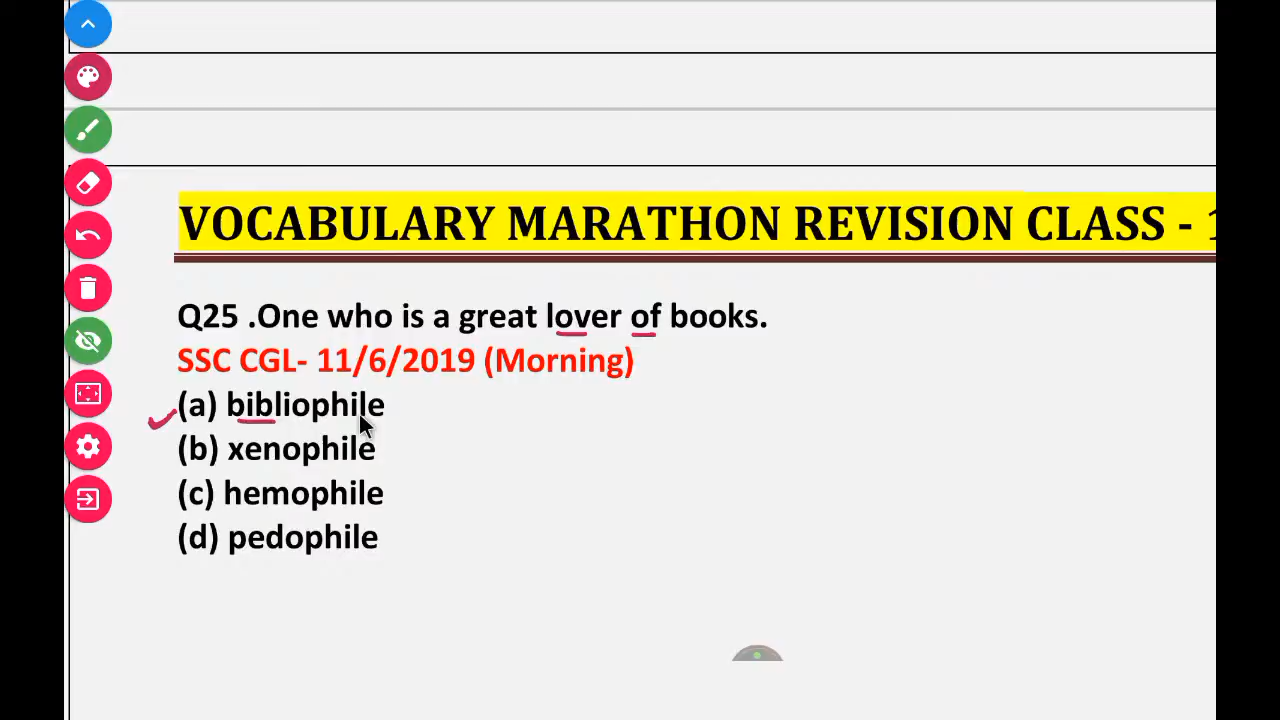 VOCABULARY MARATHON REVISION CLASS -
Q25 .One who is a great lover of books.
SSC CGL- 11/6/2019 (Morning)
(a) bibliophile
(b) xenophile
(c) hemophile
(d) pedophile